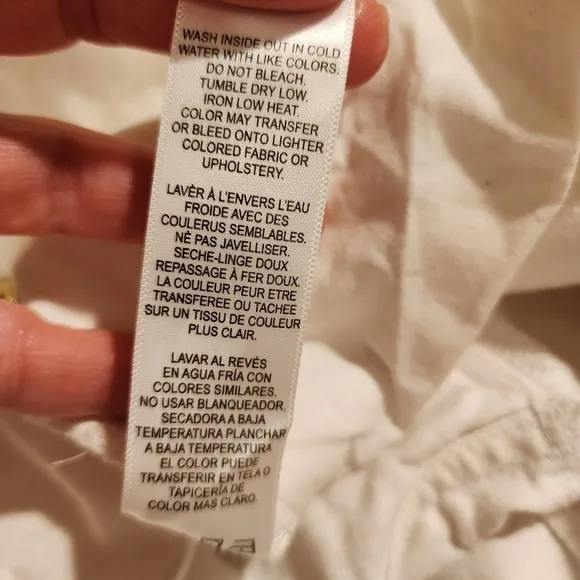 WASH INSIDE OUT IN COLD
WATER WITH LIKE COLORS.
DO NOT BLEACH.
TUMBLE DRY LOW.
IRON LOW HEAT.
COLOR MAY TRANSFER
OR BLEED ONTO LIGHTER
COLORED FABRIC OR
UPHOLSTERY.
LAVÈR À L'ENVERS L'EAU
FROIDE AVEC DES
COULERUS SEMBLABLES.
NÈ PAS JAVELLISER.
SECHE-LINGE DOUX
REPASSAGE À FER DOUX.
LA COULEUR PEUR ETRE
TRANSFEREE OU TACHEE
SUR UN TISSU DE COULEUR
PLUS CLAIR.
LAVAR AL REVÉS
EN AGUA FRÍA CON
COLORES SIMILARES.
NO USAR BLANQUEADOR.
SECADORA A BAJA
TEMPERATURA PLANCHAR
A BAJA TEMPERATURA
EL COLOR PUEDE
TRANSFERIR EN TELA O
TAPICERÍA DE
COLOR MAS CLARO.